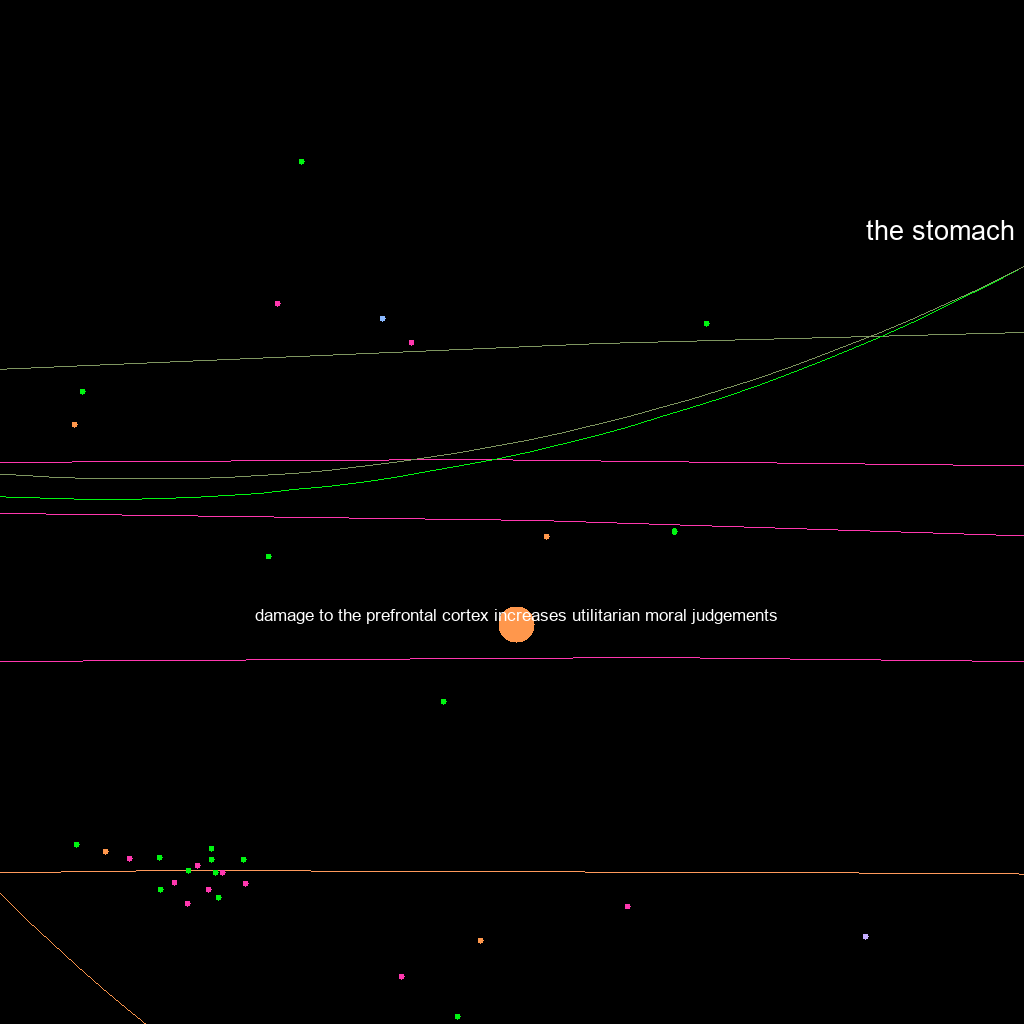 the stomach
damage to the prefrontal cortex increases utilitarian moral judgements